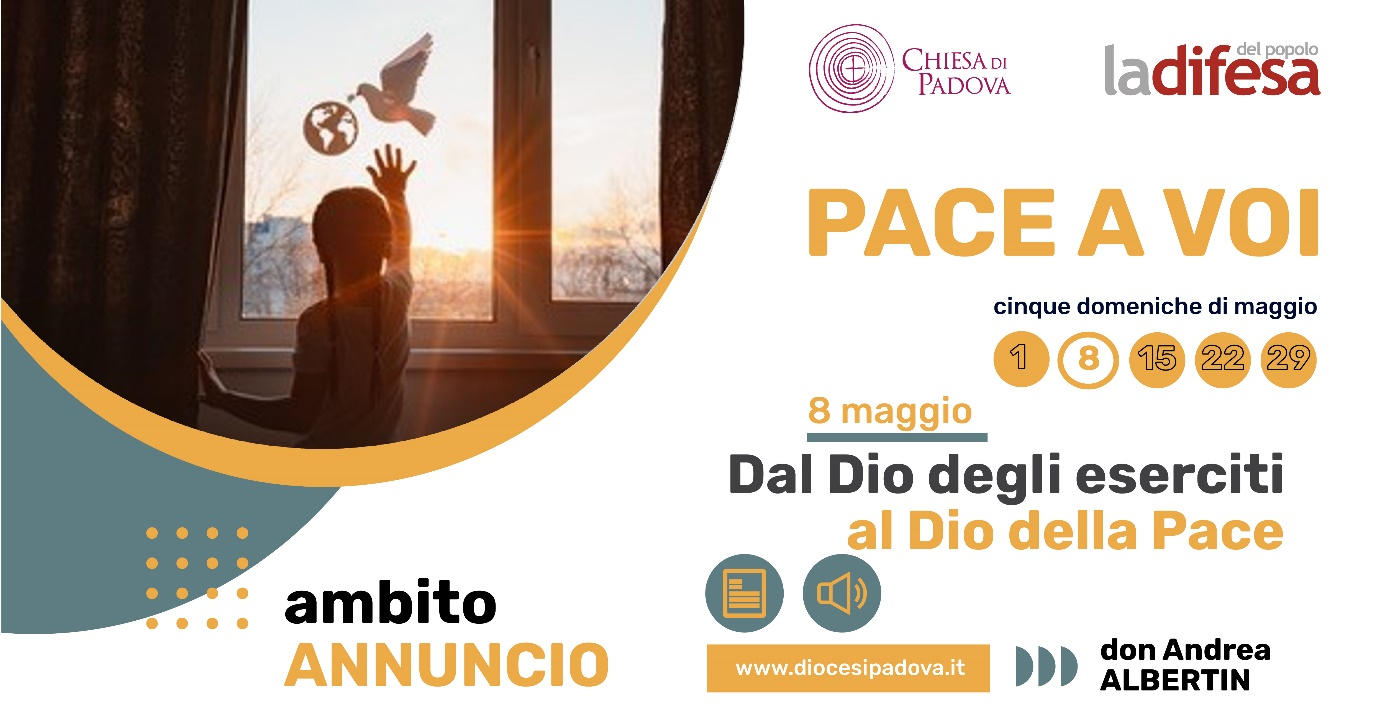 CHIESA DI
PADOVA
del popolo
ladifesa
PACE A VOI
cinque domeniche di maggio
1 8 15 22 29
8 maggio
Dal Dio degli eserciti
al Dio della Pace
ambito
ANNUNCIO
www.diocesipadova.it
don Andrea
ALBERTIN